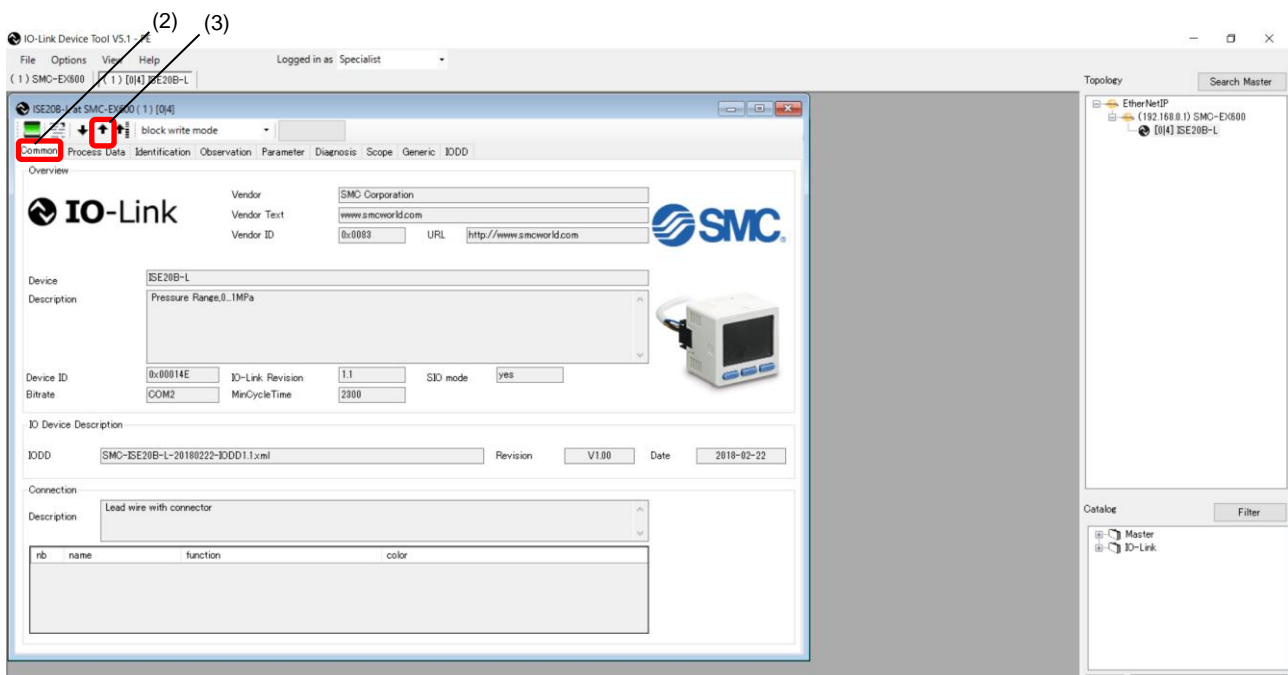 (2) (3)
IO-Link Device Tool V5.1 - PE
File Options View Help Logged in as Specialist
(1) SMC-EX600 (1) [0|4] ISE20B-L
Topology Search Master
EtherNetIP
(192.168.0.1) SMC-EX600
[0|4] ISE20B-L
ISE20B-L at SMC-EX600 (1) [0|4]
block write mode
Common Process Data Identification Observation Parameter Diagnosis Scope Generic IODD
Overview
IO-Link
Vendor SMC Corporation
Vendor Text www.smcworld.com
Vendor ID 0x0083 URL http://www.smcworld.com
SMC.
Device ISE20B-L
Description Pressure Range,0..1MPa
Device ID 0x00014E IO-Link Revision 1.1 SIO mode yes
Bitrate COM2 MinCycleTime 2300
IO Device Description
IODD SMC-ISE20B-L-20180222-IODD1.1.xml Revision V1.00 Date 2018-02-22
Connection
Description Lead wire with connector
nb name function color
Catalog Filter
Master
IO-Link